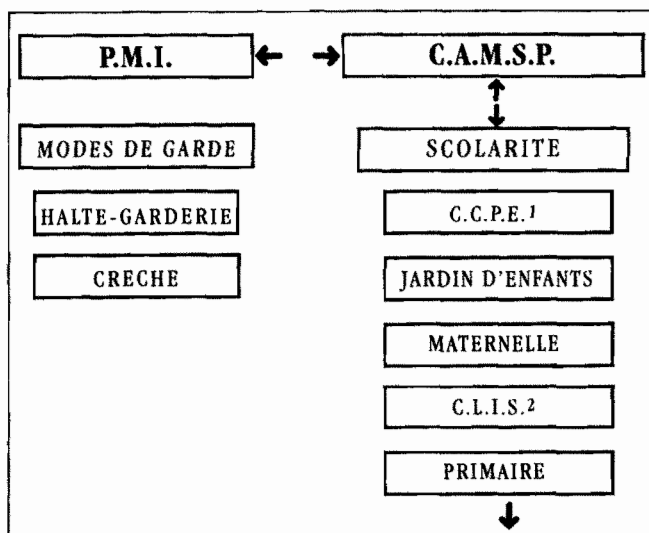 P.M.I.
C.A.M.S.P.
MODES DE GARDE
SCOLARITE
HALTE-GARDERIE
C.C.P.E.1
CRECHE
JARDIN D'ENFANTS
MATERNELLE
C.L.I.S.2
PRIMAIRE